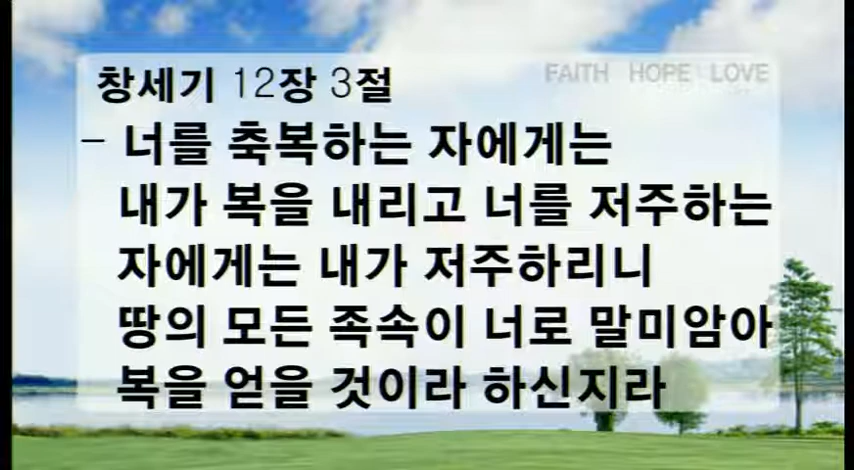 창세기 12장 3절
FAITH HOPE LOVE
- 너를 축복하는 자에게는
내가 복을 내리고 너를 저주하는
자에게는 내가 저주하리니
땅의 모든 족속이 너로 말미암아
복을 얻을 것이라 하신지라